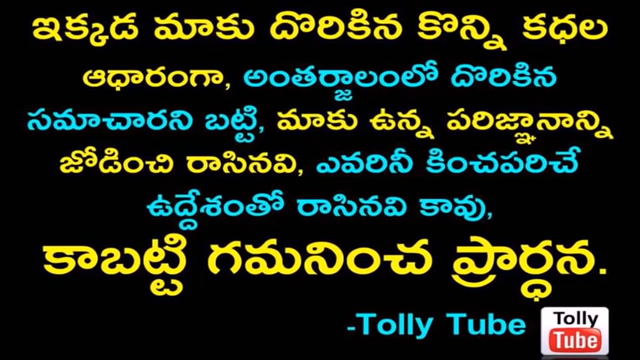 ఇక్కడ మాకు దొరికిన కొన్ని కధల
ఆధారంగా, అంతర్జాలంలో దొరికిన
సమాచారని బట్టి, మాకు ఉన్న పరిజ్ఞానాన్ని
జోడించి రాసినవి, ఎవరినీ కించపరిచే
ఉద్దేశంతో రాసినవి కావు,
కాబట్టి గమనించ ప్రార్ధన.
-Tolly Tube
Tolly
Tube